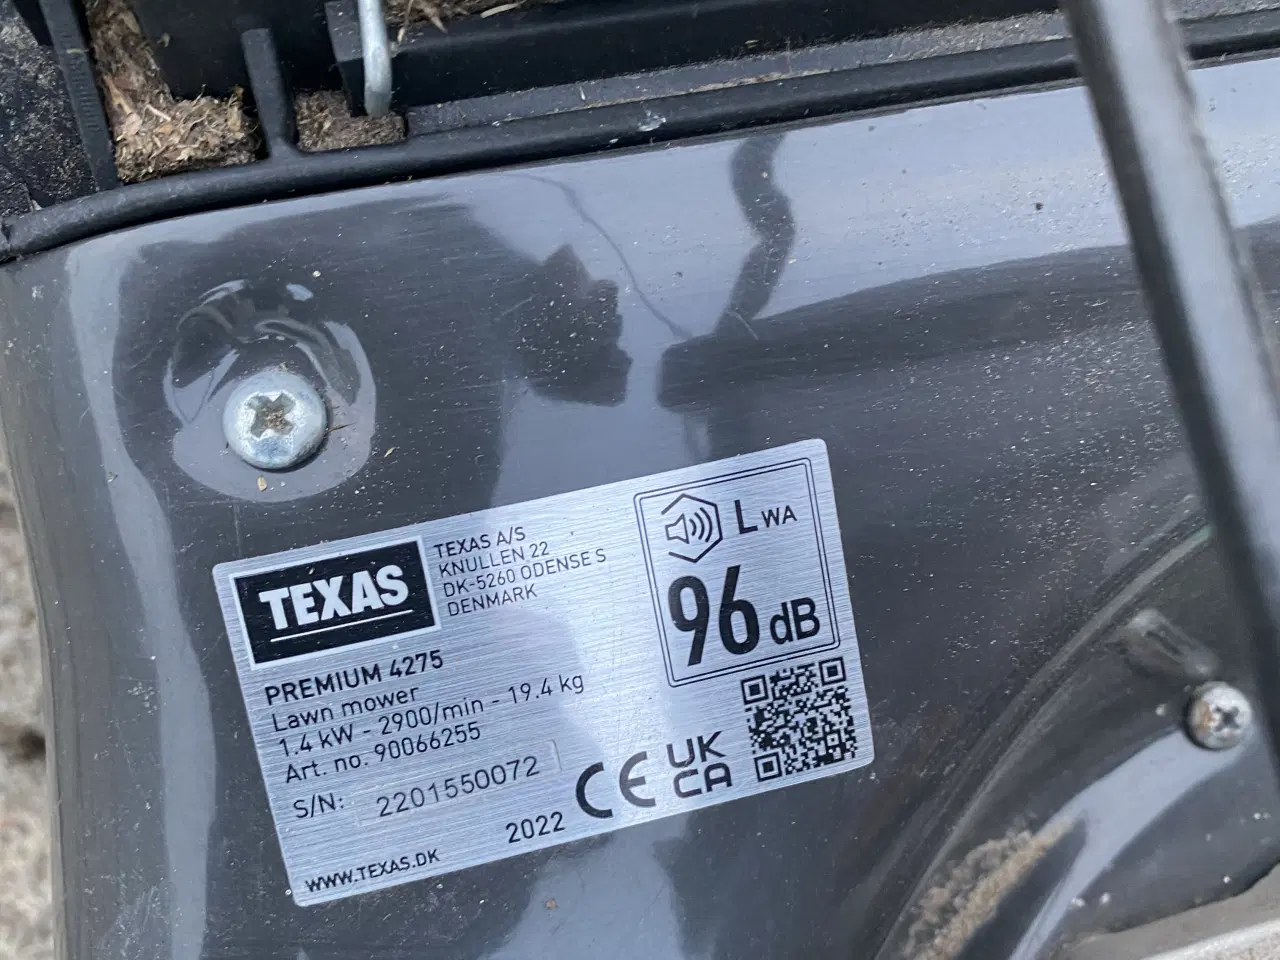 TEXAS
TEXAS A/S
KNULLEN 22
DK-5260 ODENSE S
DENMARK
LWA
96 dB
PREMIUM 4275
Lawn mower
1.4 kW - 2900/min - 19.4 kg
Art. no. 90066255
S/N: 2201550072
2022
CE
UK
CA
WWW.TEXAS.DK